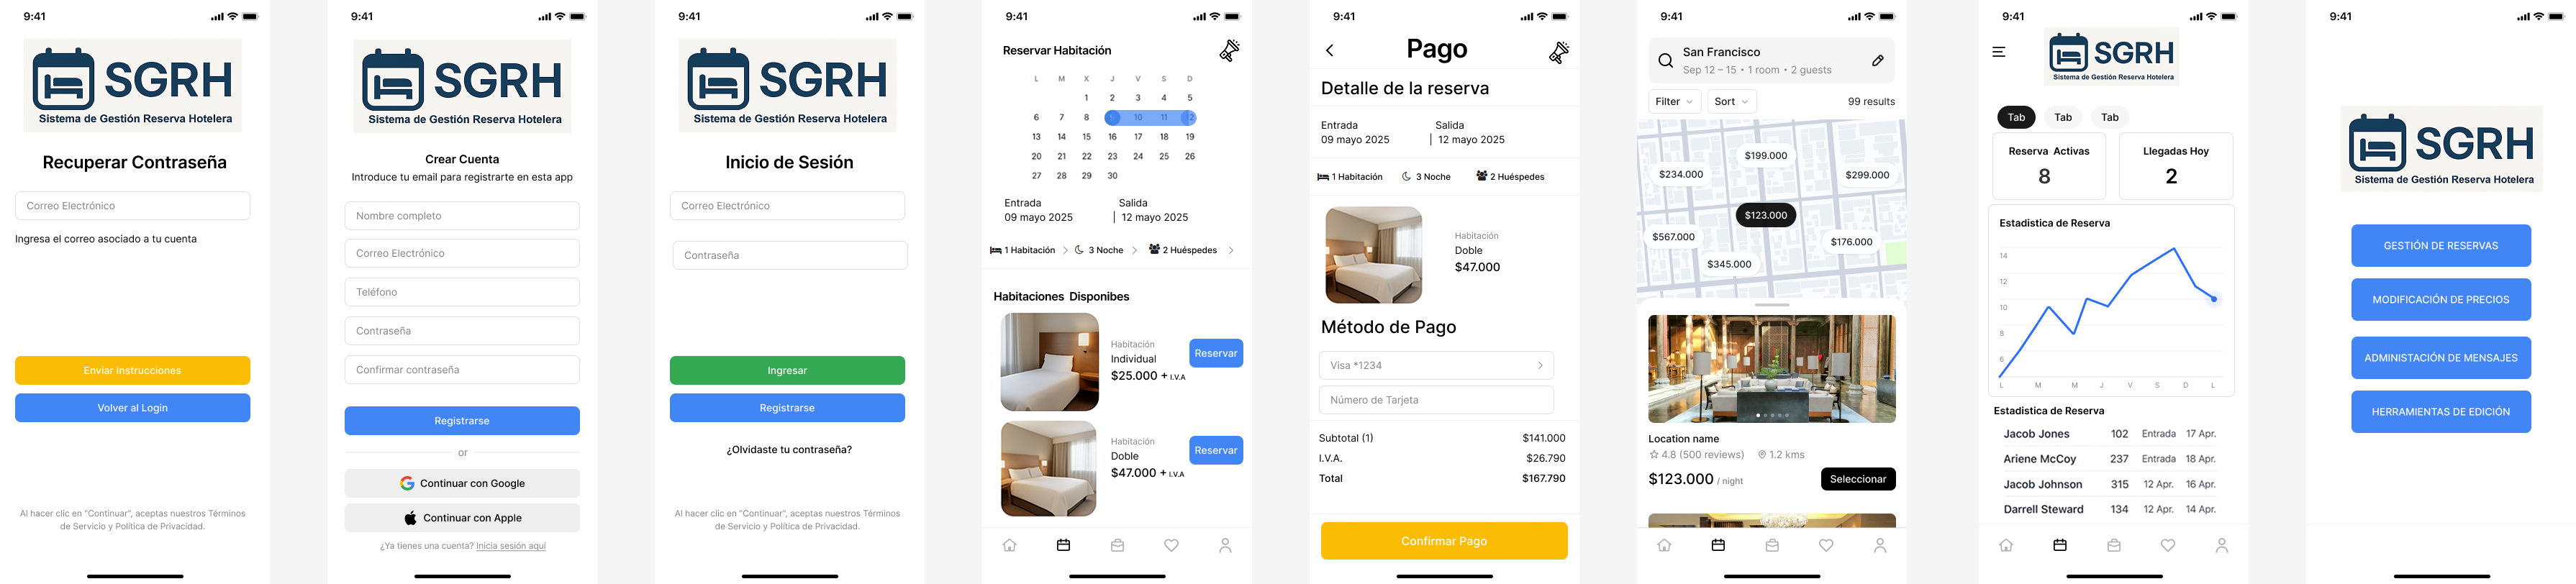 9:41
SGRH
Sistema de Gestión Reserva Hotelera
Recuperar Contraseña
Correo Electrónico
Ingresa el correo asociado a tu cuenta
Enviar Instrucciones
Volver al Login
Al hacer clic en "Continuar", aceptas nuestros Términos
de Servicio y Política de Privacidad.
9:41
SGRH
Sistema de Gestión Reserva Hotelera
Crear Cuenta
Introduce tu email para registrarte en esta app
Nombre completo
Correo Electrónico
Teléfono
Contraseña
Confirmar contraseña
Registrarse
or
Continuar con Google
Continuar con Apple
¿Ya tienes una cuenta? Inicia sesión aquí
9:41
SGRH
Sistema de Gestión Reserva Hotelera
Inicio de Sesión
Correo Electrónico
Contraseña
Ingresar
Registrarse
¿Olvidaste tu contraseña?
Al hacer clic en "Continuar", aceptas nuestros Términos
de Servicio y Política de Privacidad.
9:41
Reservar Habitación
L M X J V S D
1 2 3 4 5
6 7 8 9 10 11 12
13 14 15 16 17 18 19
20 21 22 23 24 25 26
27 28 29 30
Entrada Salida
09 mayo 2025 | 12 mayo 2025
1 Habitación 3 Noche 2 Huéspedes
Habitaciones Disponibes
Habitación
Individual
$25.000 + I.V.A
Reservar
Habitación
Doble
$47.000 + I.V.A
Reservar
9:41
Pago
Detalle de la reserva
Entrada Salida
09 mayo 2025 | 12 mayo 2025
1 Habitación 3 Noche 2 Huéspedes
Habitación
Doble
$47.000
Método de Pago
Visa *1234
Número de Tarjeta
Subtotal (1) $141.000
I.V.A. $26.790
Total $167.790
Confirmar Pago
9:41
San Francisco
Sep 12 – 15 • 1 room • 2 guests
Filter Sort 99 results
$199.000
$234.000
$299.000
$123.000
$567.000
$176.000
$345.000
Location name
4.8 (500 reviews) 1.2 kms
$123.000 / night
Seleccionar
9:41
SGRH
Sistema de Gestión Reserva Hotelera
Tab Tab Tab
Reserva Activas
8
Llegadas Hoy
2
Estadistica de Reserva
14
12
10
8
6
L M M J V S D L
Estadistica de Reserva
Jacob Jones 102 Entrada 17 Apr.
Ariene McCoy 237 Entrada 18 Apr.
Jacob Johnson 315 12 Apr. 16 Apr.
Darrell Steward 134 12 Apr. 14 Apr.
9:41
SGRH
Sistema de Gestión Reserva Hotelera
GESTIÓN DE RESERVAS
MODIFICACIÓN DE PRECIOS
ADMINISTACIÓN DE MENSAJES
HERRAMIENTAS DE EDICIÓN